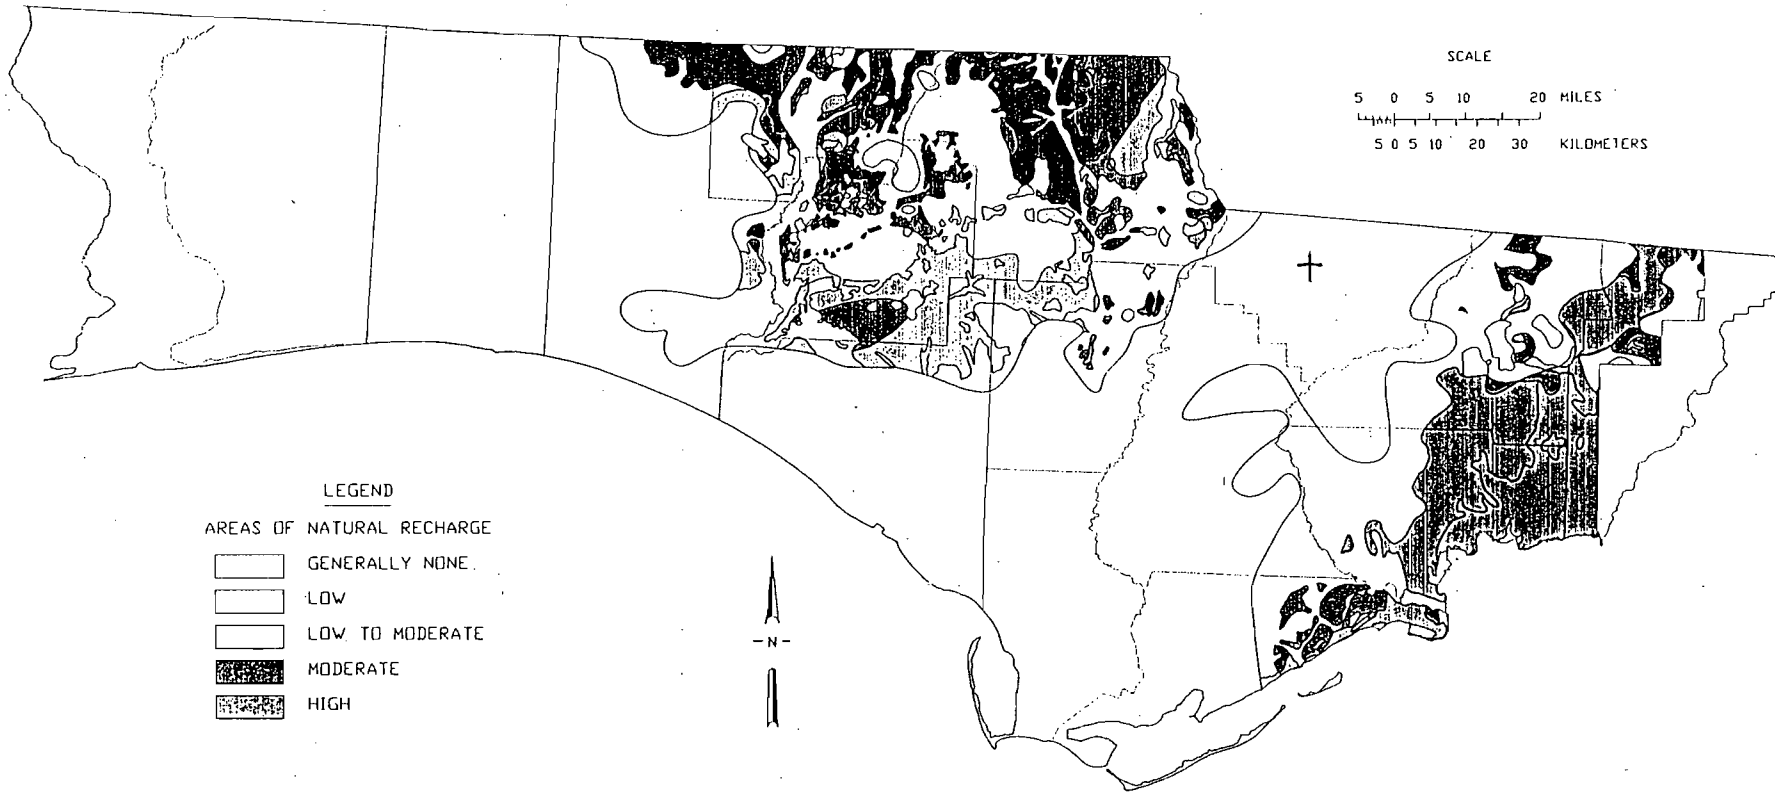 SCALE
5 0 5 10 20 MILES
5 0 5 10 20 30 KILOMETERS
LEGEND
AREAS OF NATURAL RECHARGE
GENERALLY NONE.
LOW
LOW TO MODERATE
MODERATE
HIGH
-N-